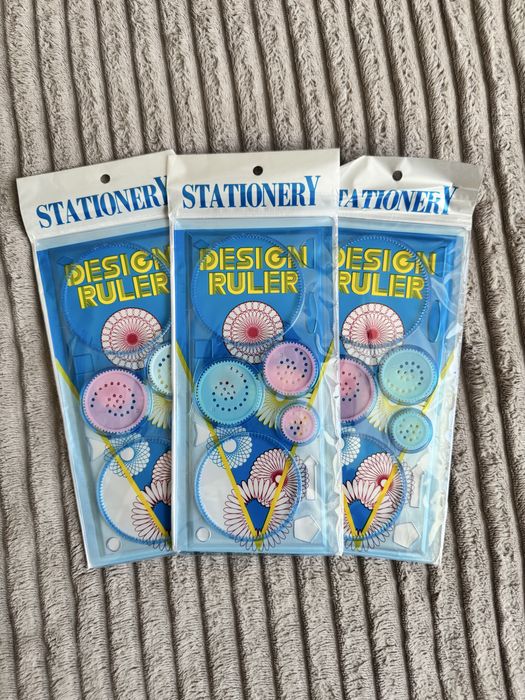 STATIONERY
DESIGN
RULER
STATIONERY
DESIGN
RULER
STATIONERY
DESIGN
RULER